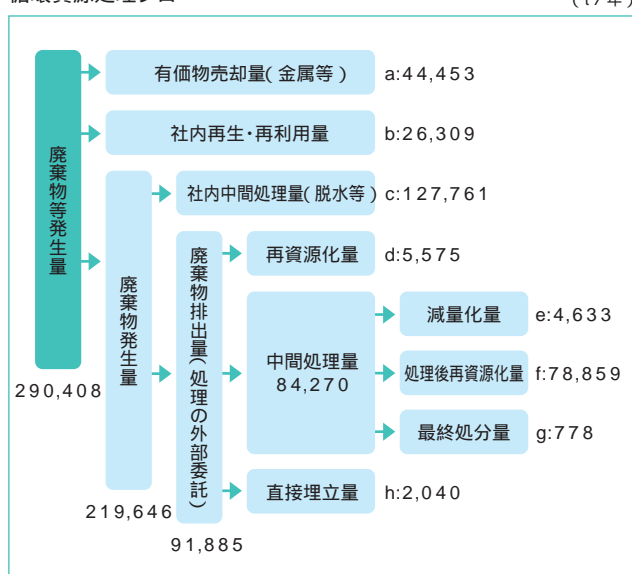 (t/年)
有価物売却量(金属等) a:44,453
社内再生・再利用量 b:26,309
廃棄物等発生量
290,408
社内中間処理量(脱水等) c:127,761
廃棄物発生量
219,646
廃棄物排出量(処理の外部委託)
91,885
再資源化量 d:5,575
中間処理量
84,270
減量化量 e:4,633
処理後再資源化量 f:78,859
最終処分量 g:778
直接埋立量 h:2,040